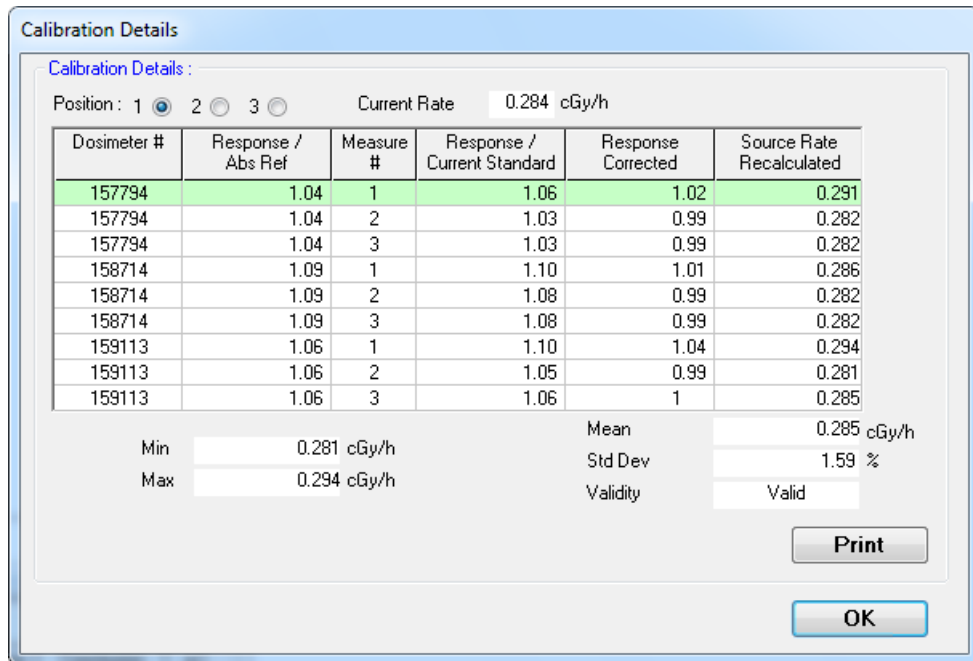 Calibration Details
Calibration Details :
Position : 1 2 3 Current Rate 0.284 cGy/h
Dosimeter # Response / Abs Ref Measure # Response / Current Standard Response Corrected Source Rate Recalculated
157794 1.04 1 1.06 1.02 0.291
157794 1.04 2 1.03 0.99 0.282
157794 1.04 3 1.03 0.99 0.282
158714 1.09 1 1.10 1.01 0.286
158714 1.09 2 1.08 0.99 0.282
158714 1.09 3 1.08 0.99 0.282
159113 1.06 1 1.10 1.04 0.294
159113 1.06 2 1.05 0.99 0.281
159113 1.06 3 1.06 1 0.285
Min 0.281 cGy/h
Max 0.294 cGy/h
Mean 0.285 cGy/h
Std Dev 1.59 %
Validity Valid
Print
OK